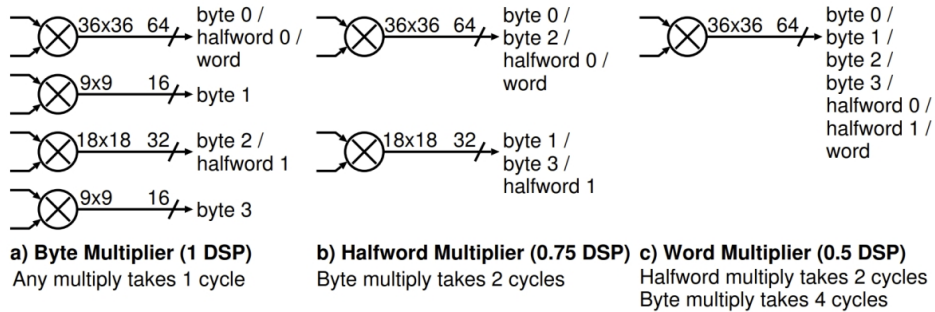 36x36 64
byte 0 /
halfword 0 /
word
9x9 16
byte 1
18x18 32
byte 2 /
halfword 1
9x9 16
byte 3
a) Byte Multiplier (1 DSP)
Any multiply takes 1 cycle
36x36 64
byte 0 /
byte 2 /
halfword 0 /
word
18x18 32
byte 1 /
byte 3 /
halfword 1
b) Halfword Multiplier (0.75 DSP)
Byte multiply takes 2 cycles
36x36 64
byte 0 /
byte 1 /
byte 2 /
byte 3 /
halfword 0 /
halfword 1 /
word
c) Word Multiplier (0.5 DSP)
Halfword multiply takes 2 cycles
Byte multiply takes 4 cycles